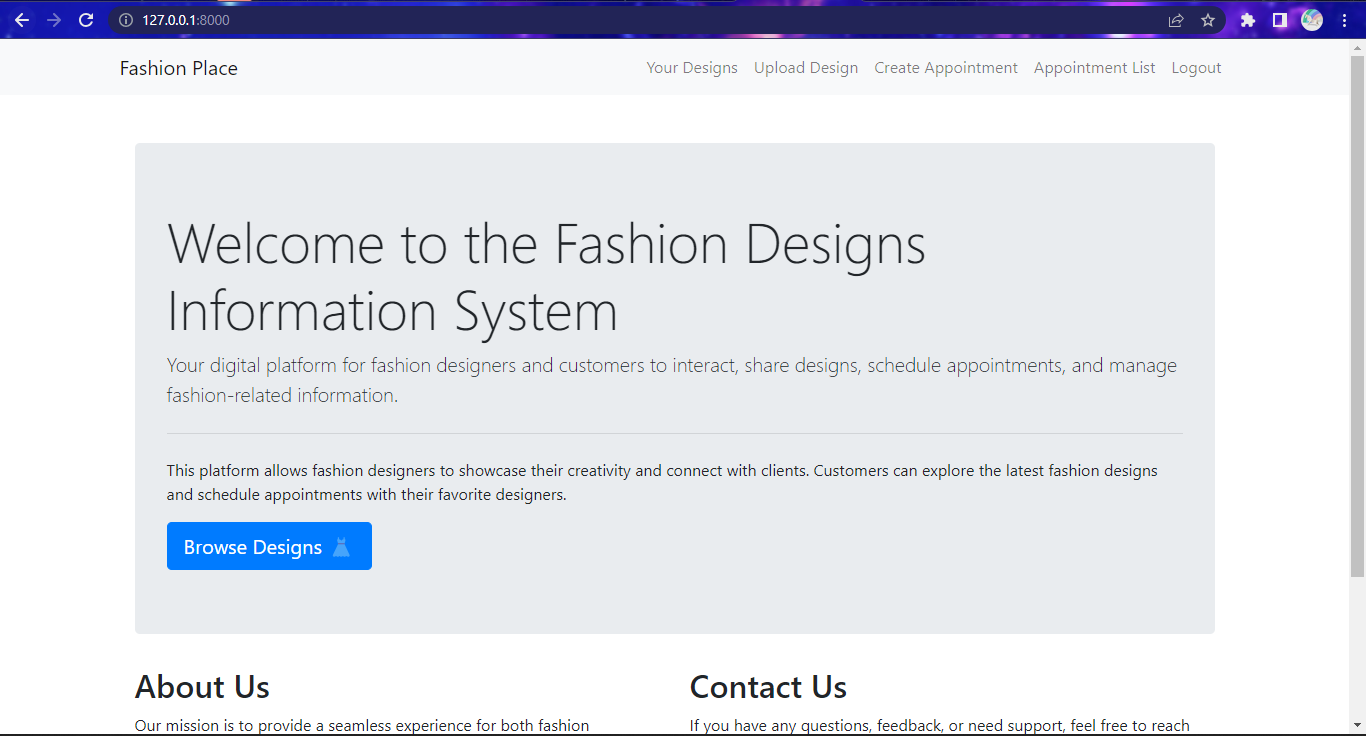 127.0.0.1:8000
Fashion Place
Your Designs Upload Design Create Appointment Appointment List Logout
Welcome to the Fashion Designs
Information System
Your digital platform for fashion designers and customers to interact, share designs, schedule appointments, and manage
fashion-related information.
This platform allows fashion designers to showcase their creativity and connect with clients. Customers can explore the latest fashion designs
and schedule appointments with their favorite designers.
Browse Designs
About Us
Our mission is to provide a seamless experience for both fashion
Contact Us
If you have any questions, feedback, or need support, feel free to reach